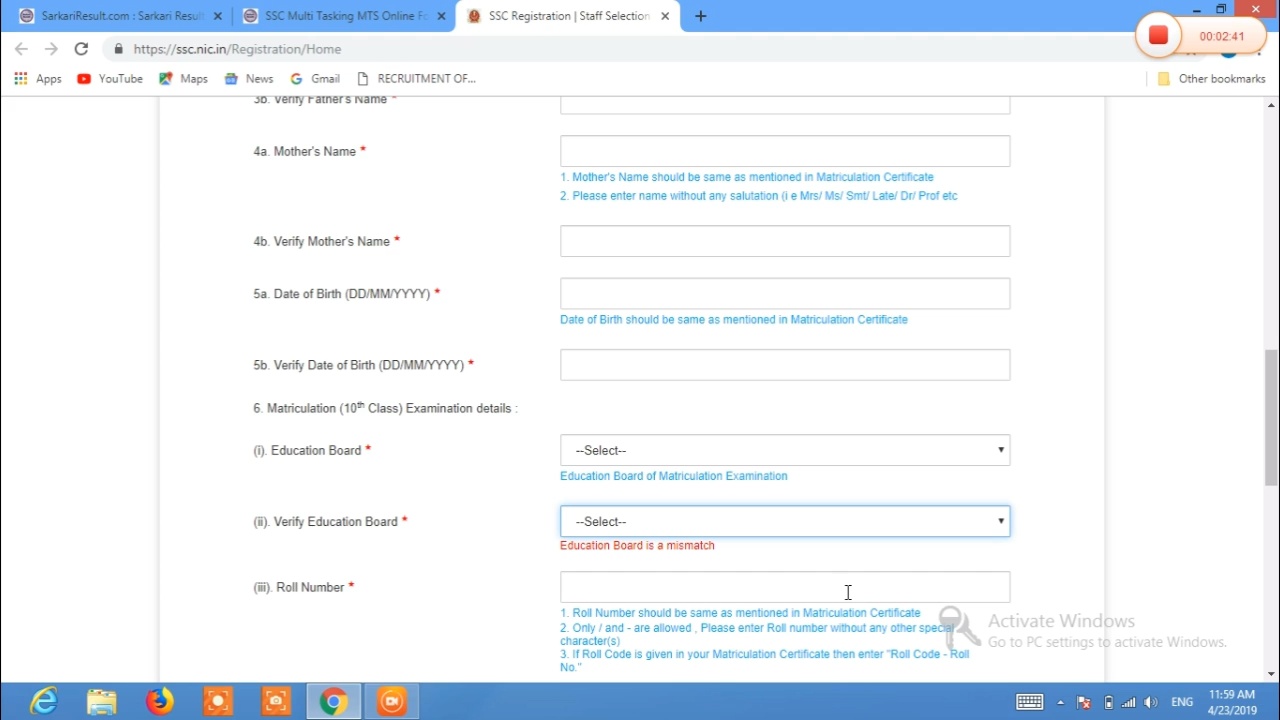 SarkariResult.com : Sarkari Result
SSC Multi Tasking MTS Online Fo
SSC Registration | Staff Selection
00:02:41
https://ssc.nic.in/Registration/Home
Apps
YouTube
Maps
News
Gmail
RECRUITMENT OF...
Other bookmarks
3b. Verify Father's Name *
4a. Mother's Name *
1. Mother's Name should be same as mentioned in Matriculation Certificate
2. Please enter name without any salutation (i e Mrs/ Ms/ Smt/ Late/ Dr/ Prof etc
4b. Verify Mother's Name *
5a. Date of Birth (DD/MM/YYYY) *
Date of Birth should be same as mentioned in Matriculation Certificate
5b. Verify Date of Birth (DD/MM/YYYY) *
6. Matriculation (10th Class) Examination details :
(i). Education Board *
--Select--
Education Board of Matriculation Examination
(ii). Verify Education Board *
--Select--
Education Board is a mismatch
(iii). Roll Number *
1. Roll Number should be same as mentioned in Matriculation Certificate
2. Only / and - are allowed , Please enter Roll number without any other special
character(s)
3. If Roll Code is given in your Matriculation Certificate then enter "Roll Code - Roll
No."
Activate Windows
Go to PC settings to activate Windows.
ENG
11:59 AM
4/23/2019